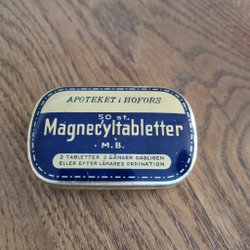 APOTEKET i HOFORS
50 st.
Magnecyltabletter
· M.B.
2 TABLETTER 3 GÅNGER DAGLIGEN
ELLER EFTER LÄKARES ORDINATION